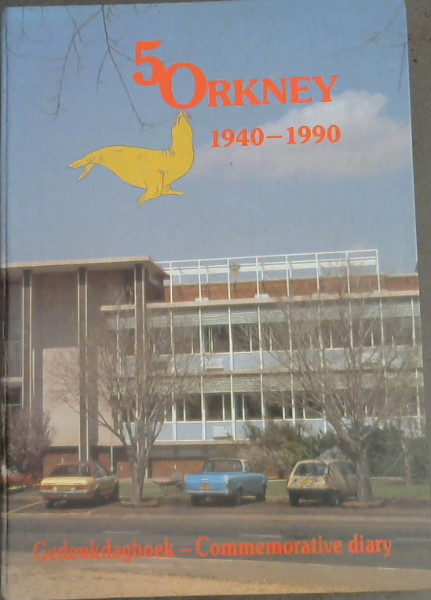 50RKNEY
1940–1990
Gedenkdagboek – Commemorative diary